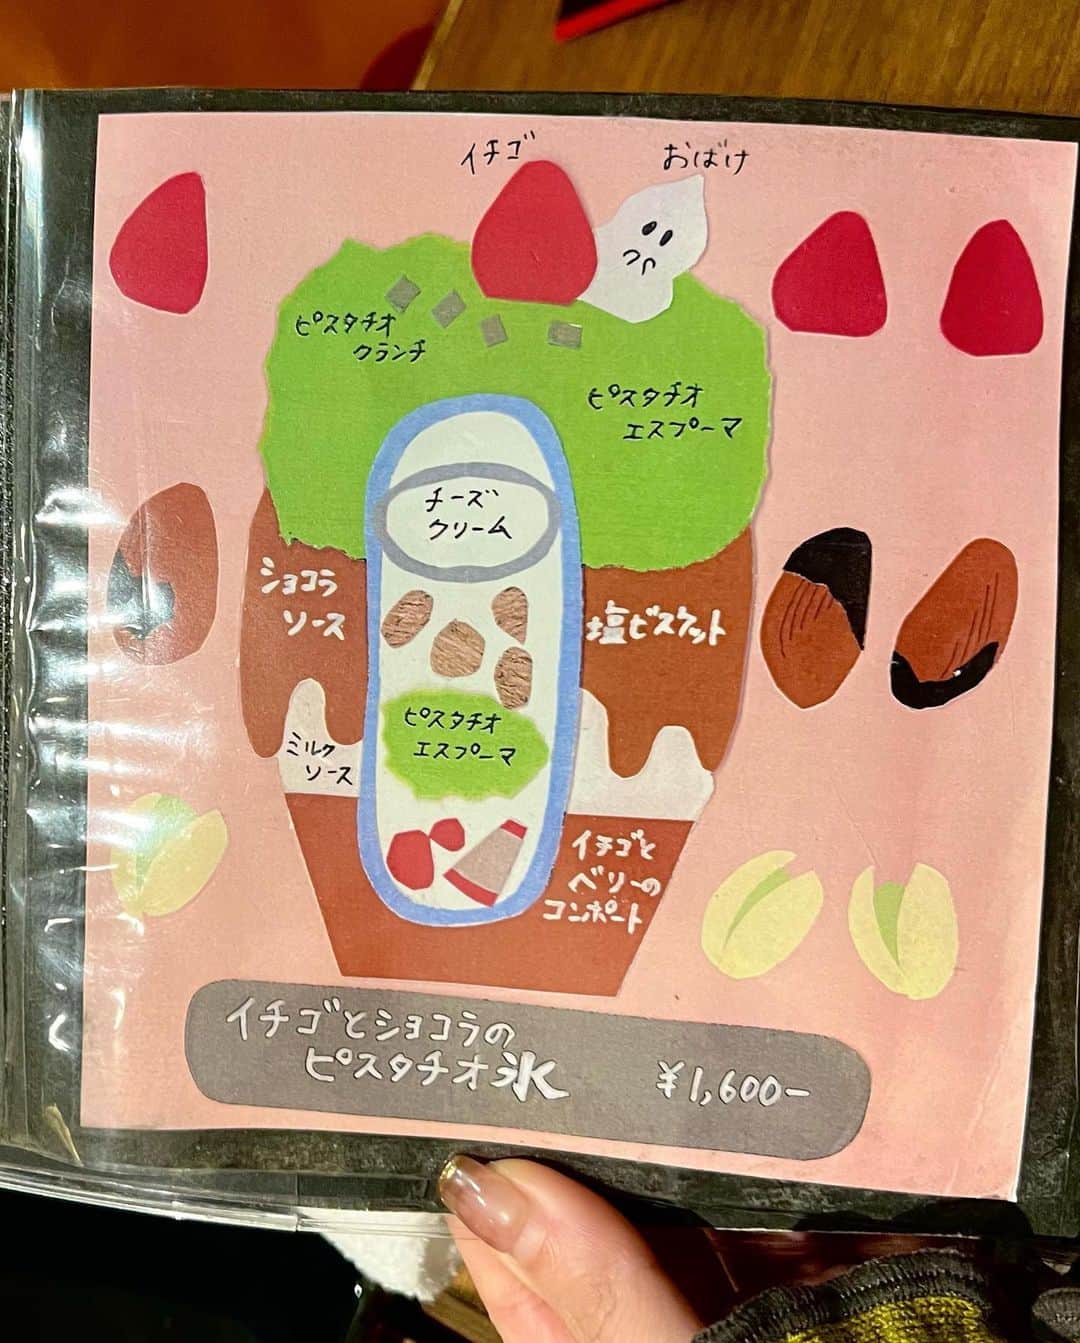 イチゴ
おばけ
ピスタチオ
クランチ
ピスタチオ
エスプーマ
チーズ
クリーム
ショコラ
ソース
塩ビスケット
ピスタチオ
エスプーマ
ミルク
ソース
イチゴと
ベリーの
コンポート
イチゴとショコラの
ピスタチオ氷
¥1,600-